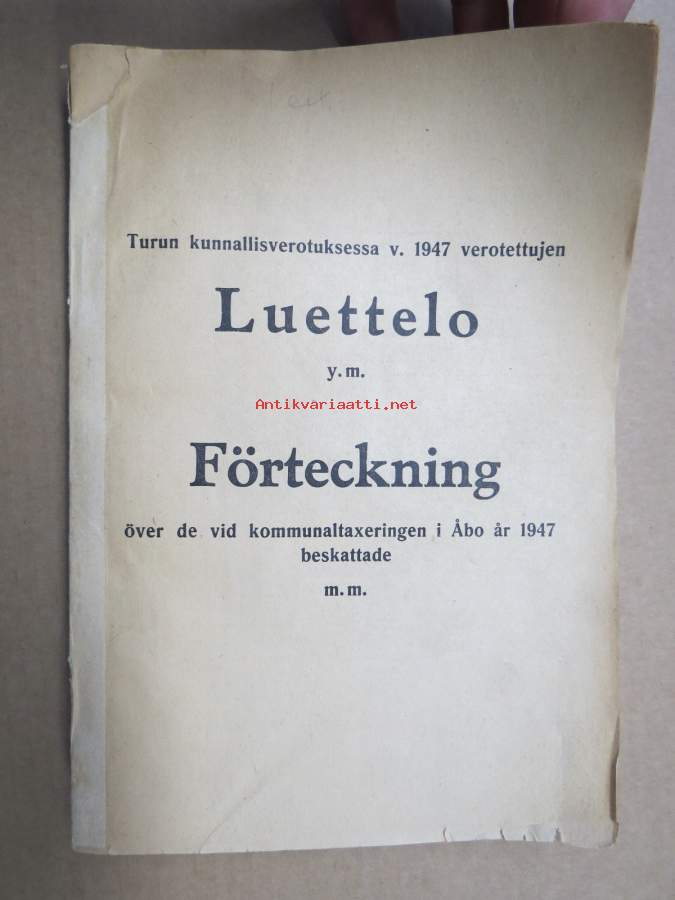 Turun kunnallisverotuksessa v. 1947 verotettujen
Luettelo
y.m.
Antikvariaatti.net
Förteckning
över de vid kommunaltaxeringen i Åbo år 1947
beskattade
m.m.